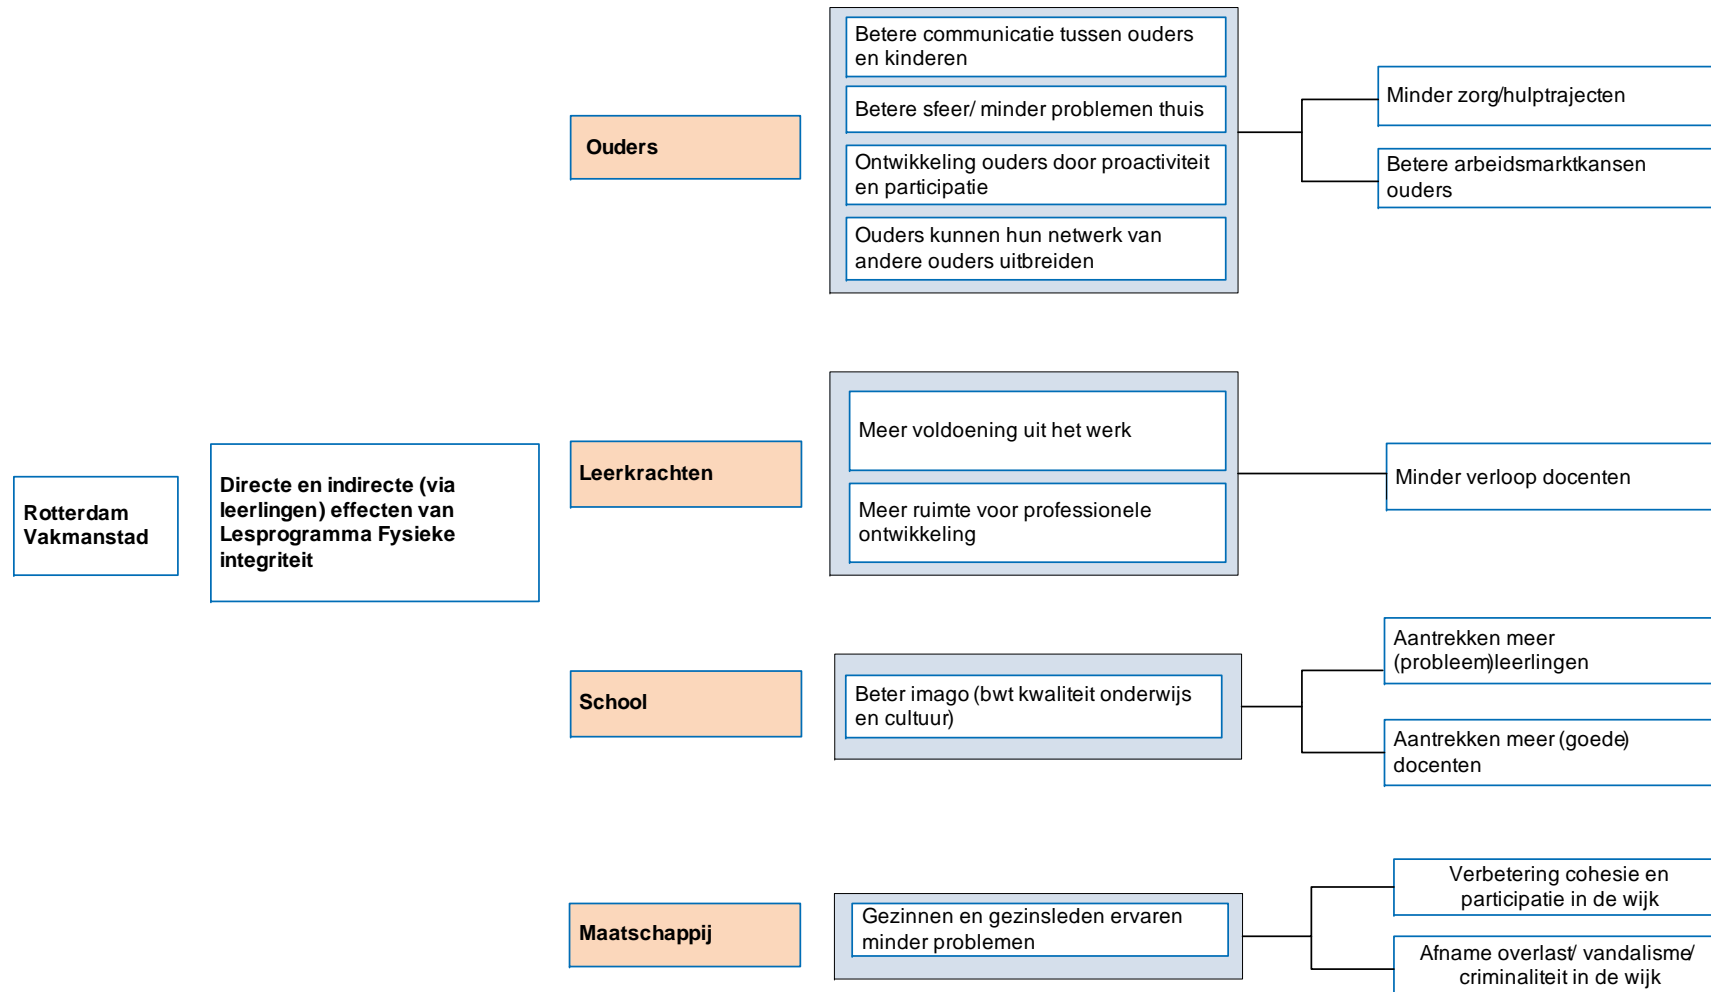 Rotterdam
Vakmanstad
Directe en indirecte (via
leerlingen) effecten van
Lesprogramma Fysieke
integriteit
Ouders
Betere communicatie tussen ouders
en kinderen
Betere sfeer/ minder problemen thuis
Ontwikkeling ouders door proactiviteit
en participatie
Ouders kunnen hun netwerk van
andere ouders uitbreiden
Minder zorg/hulptrajecten
Betere arbeidsmarktkansen
ouders
Leerkrachten
Meer voldoening uit het werk
Meer ruimte voor professionele
ontwikkeling
Minder verloop docenten
School
Beter imago (bwt kwaliteit onderwijs
en cultuur)
Aantrekken meer
(probleem)leerlingen
Aantrekken meer (goede)
docenten
Maatschappij
Gezinnen en gezinsleden ervaren
minder problemen
Verbetering cohesie en
participatie in de wijk
Afname overlast/ vandalisme/
criminaliteit in de wijk